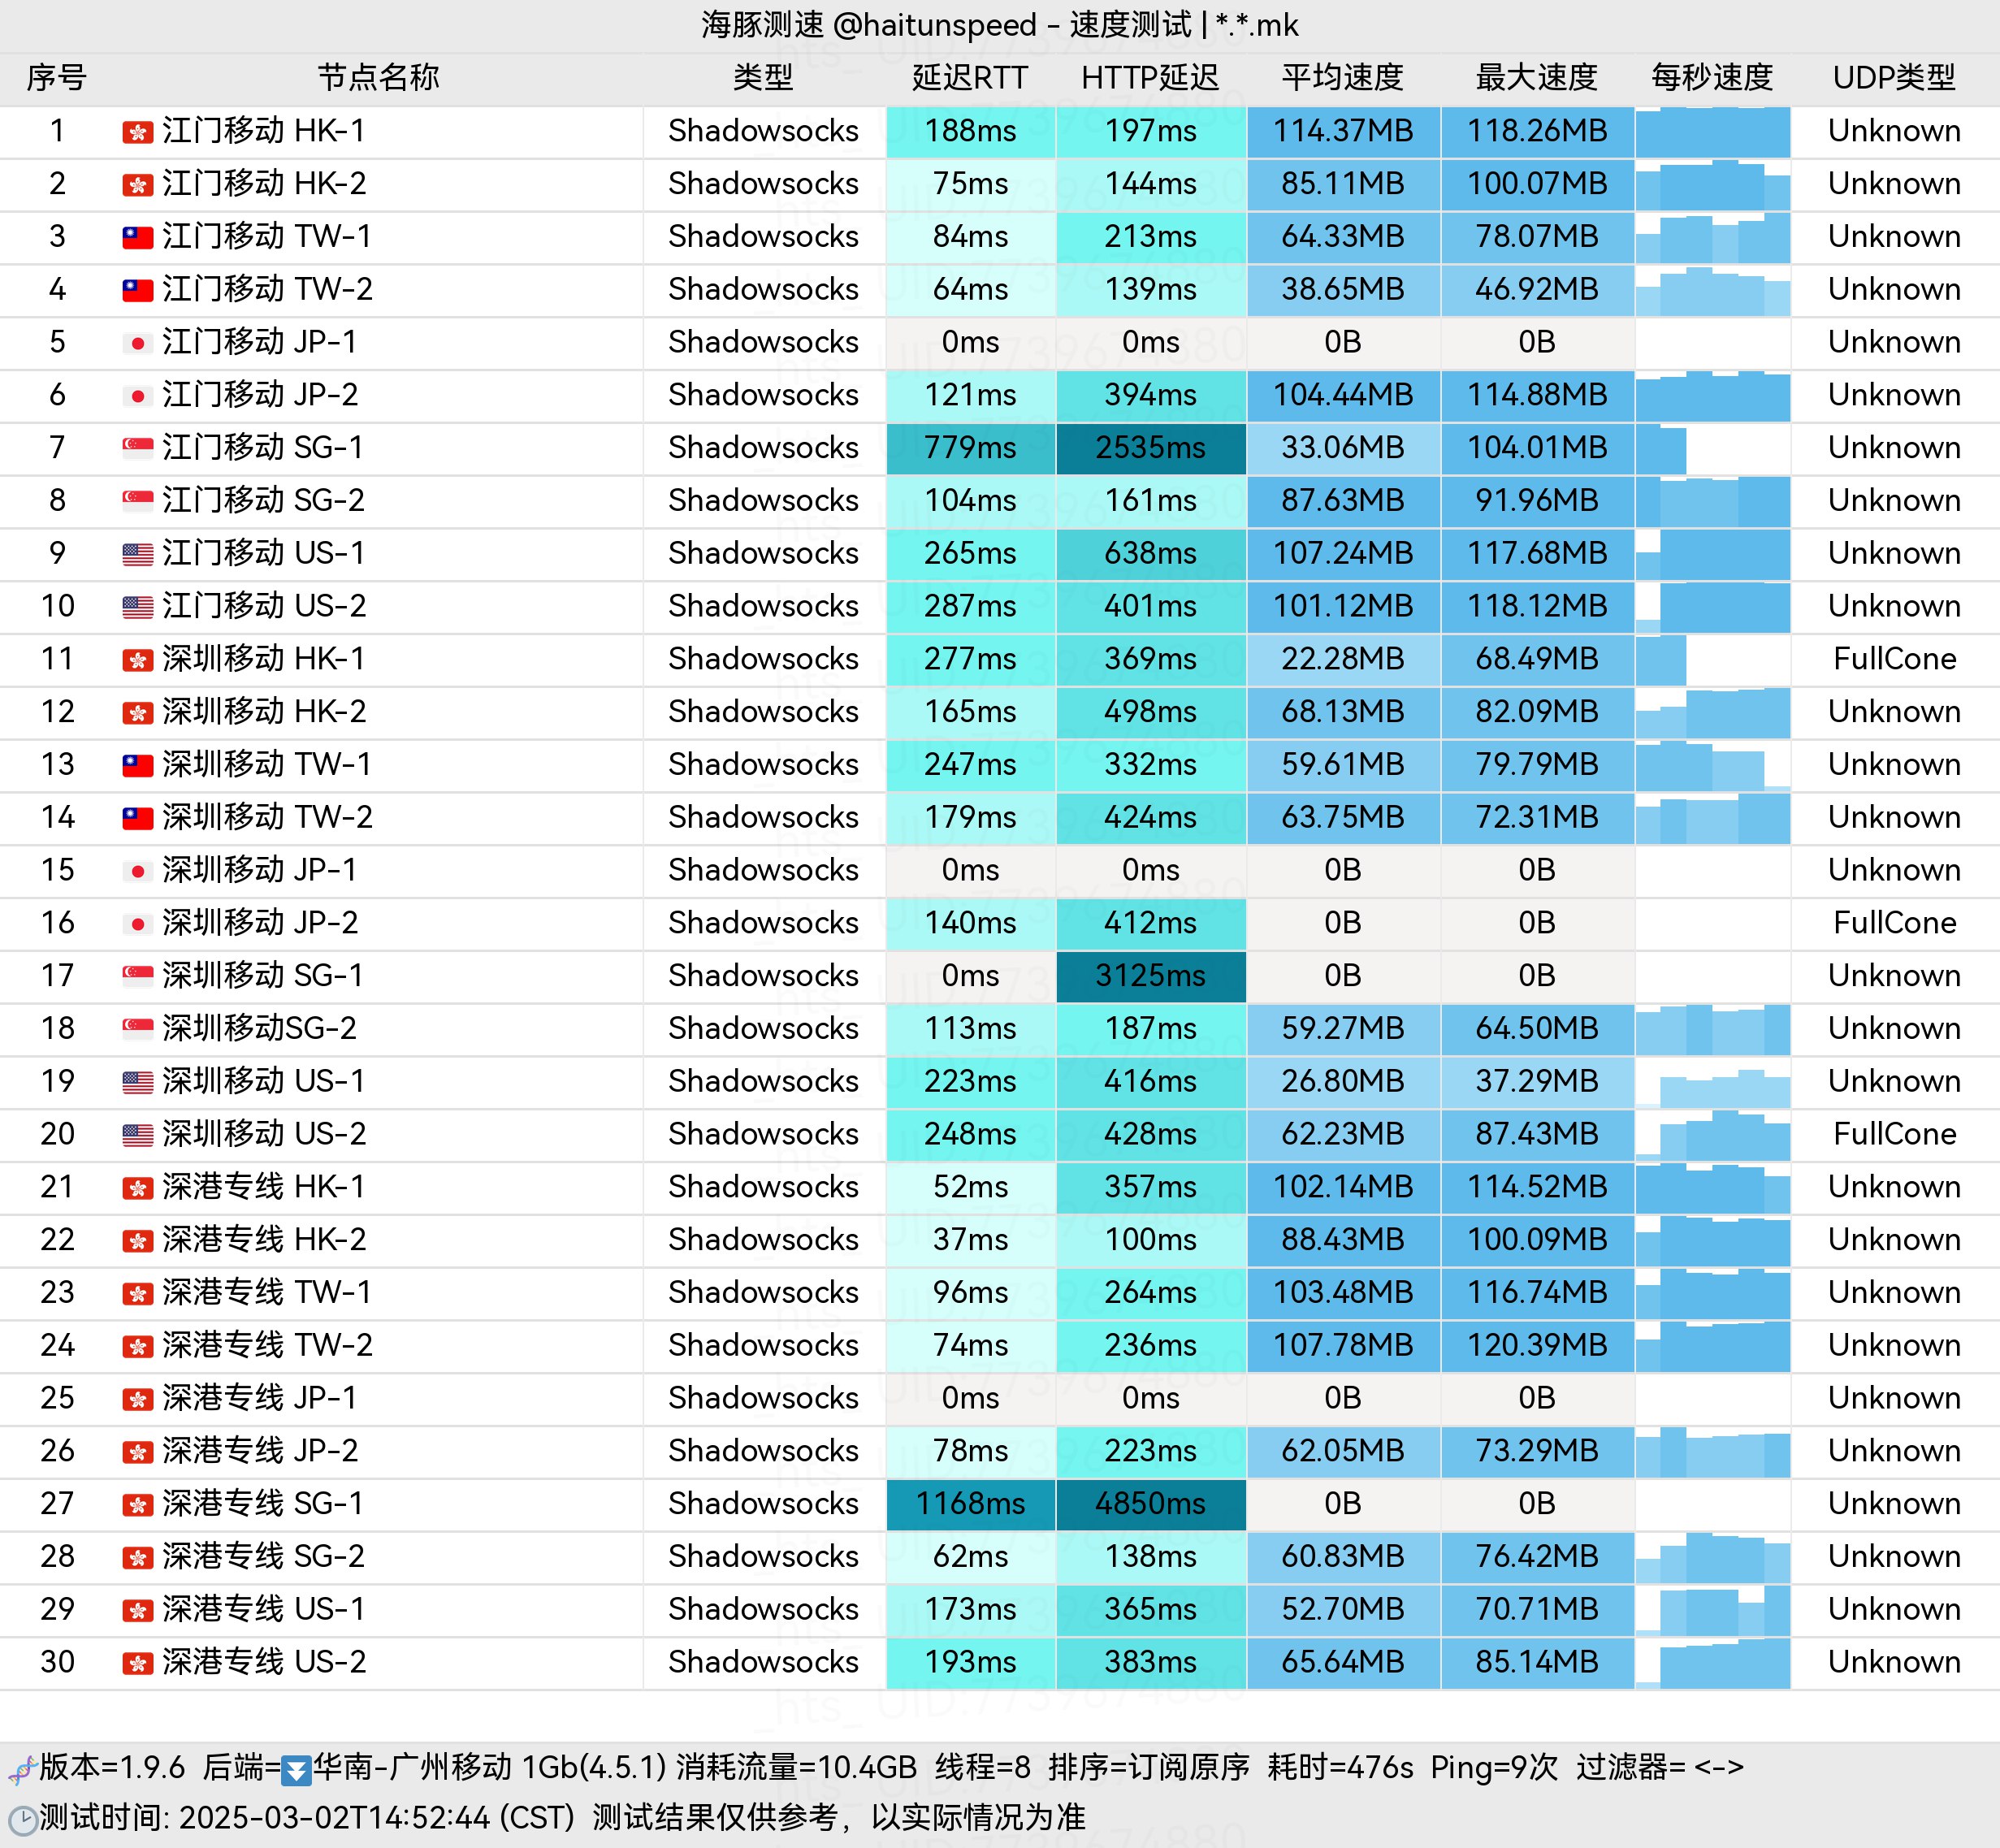 海豚测速 @haitunspeed - 速度测试 | *.*.mk
序号 节点名称 类型 延迟RTT HTTP延迟 平均速度 最大速度 每秒速度 UDP类型
1 江门移动 HK-1 Shadowsocks 188ms 197ms 114.37MB 118.26MB Unknown
2 江门移动 HK-2 Shadowsocks 75ms 144ms 85.11MB 100.07MB Unknown
3 江门移动 TW-1 Shadowsocks 84ms 213ms 64.33MB 78.07MB Unknown
4 江门移动 TW-2 Shadowsocks 64ms 139ms 38.65MB 46.92MB Unknown
5 江门移动 JP-1 Shadowsocks 0ms 0ms 0B 0B Unknown
6 江门移动 JP-2 Shadowsocks 121ms 394ms 104.44MB 114.88MB Unknown
7 江门移动 SG-1 Shadowsocks 779ms 2535ms 33.06MB 104.01MB Unknown
8 江门移动 SG-2 Shadowsocks 104ms 161ms 87.63MB 91.96MB Unknown
9 江门移动 US-1 Shadowsocks 265ms 638ms 107.24MB 117.68MB Unknown
10 江门移动 US-2 Shadowsocks 287ms 401ms 101.12MB 118.12MB Unknown
11 深圳移动 HK-1 Shadowsocks 277ms 369ms 22.28MB 68.49MB FullCone
12 深圳移动 HK-2 Shadowsocks 165ms 498ms 68.13MB 82.09MB Unknown
13 深圳移动 TW-1 Shadowsocks 247ms 332ms 59.61MB 79.79MB Unknown
14 深圳移动 TW-2 Shadowsocks 179ms 424ms 63.75MB 72.31MB Unknown
15 深圳移动 JP-1 Shadowsocks 0ms 0ms 0B 0B Unknown
16 深圳移动 JP-2 Shadowsocks 140ms 412ms 0B 0B FullCone
17 深圳移动 SG-1 Shadowsocks 0ms 3125ms 0B 0B Unknown
18 深圳移动SG-2 Shadowsocks 113ms 187ms 59.27MB 64.50MB Unknown
19 深圳移动 US-1 Shadowsocks 223ms 416ms 26.80MB 37.29MB Unknown
20 深圳移动 US-2 Shadowsocks 248ms 428ms 62.23MB 87.43MB FullCone
21 深港专线 HK-1 Shadowsocks 52ms 357ms 102.14MB 114.52MB Unknown
22 深港专线 HK-2 Shadowsocks 37ms 100ms 88.43MB 100.09MB Unknown
23 深港专线 TW-1 Shadowsocks 96ms 264ms 103.48MB 116.74MB Unknown
24 深港专线 TW-2 Shadowsocks 74ms 236ms 107.78MB 120.39MB Unknown
25 深港专线 JP-1 Shadowsocks 0ms 0ms 0B 0B Unknown
26 深港专线 JP-2 Shadowsocks 78ms 223ms 62.05MB 73.29MB Unknown
27 深港专线 SG-1 Shadowsocks 1168ms 4850ms 0B 0B Unknown
28 深港专线 SG-2 Shadowsocks 62ms 138ms 60.83MB 76.42MB Unknown
29 深港专线 US-1 Shadowsocks 173ms 365ms 52.70MB 70.71MB Unknown
30 深港专线 US-2 Shadowsocks 193ms 383ms 65.64MB 85.14MB Unknown
_hts_ UID:7739674880
版本=1.9.6 后端=⏬华南-广州移动 1Gb(4.5.1) 消耗流量=10.4GB 线程=8 排序=订阅原序 耗时=476s Ping=9次 过滤器= <->
测试时间: 2025-03-02T14:52:44 (CST) 测试结果仅供参考，以实际情况为准